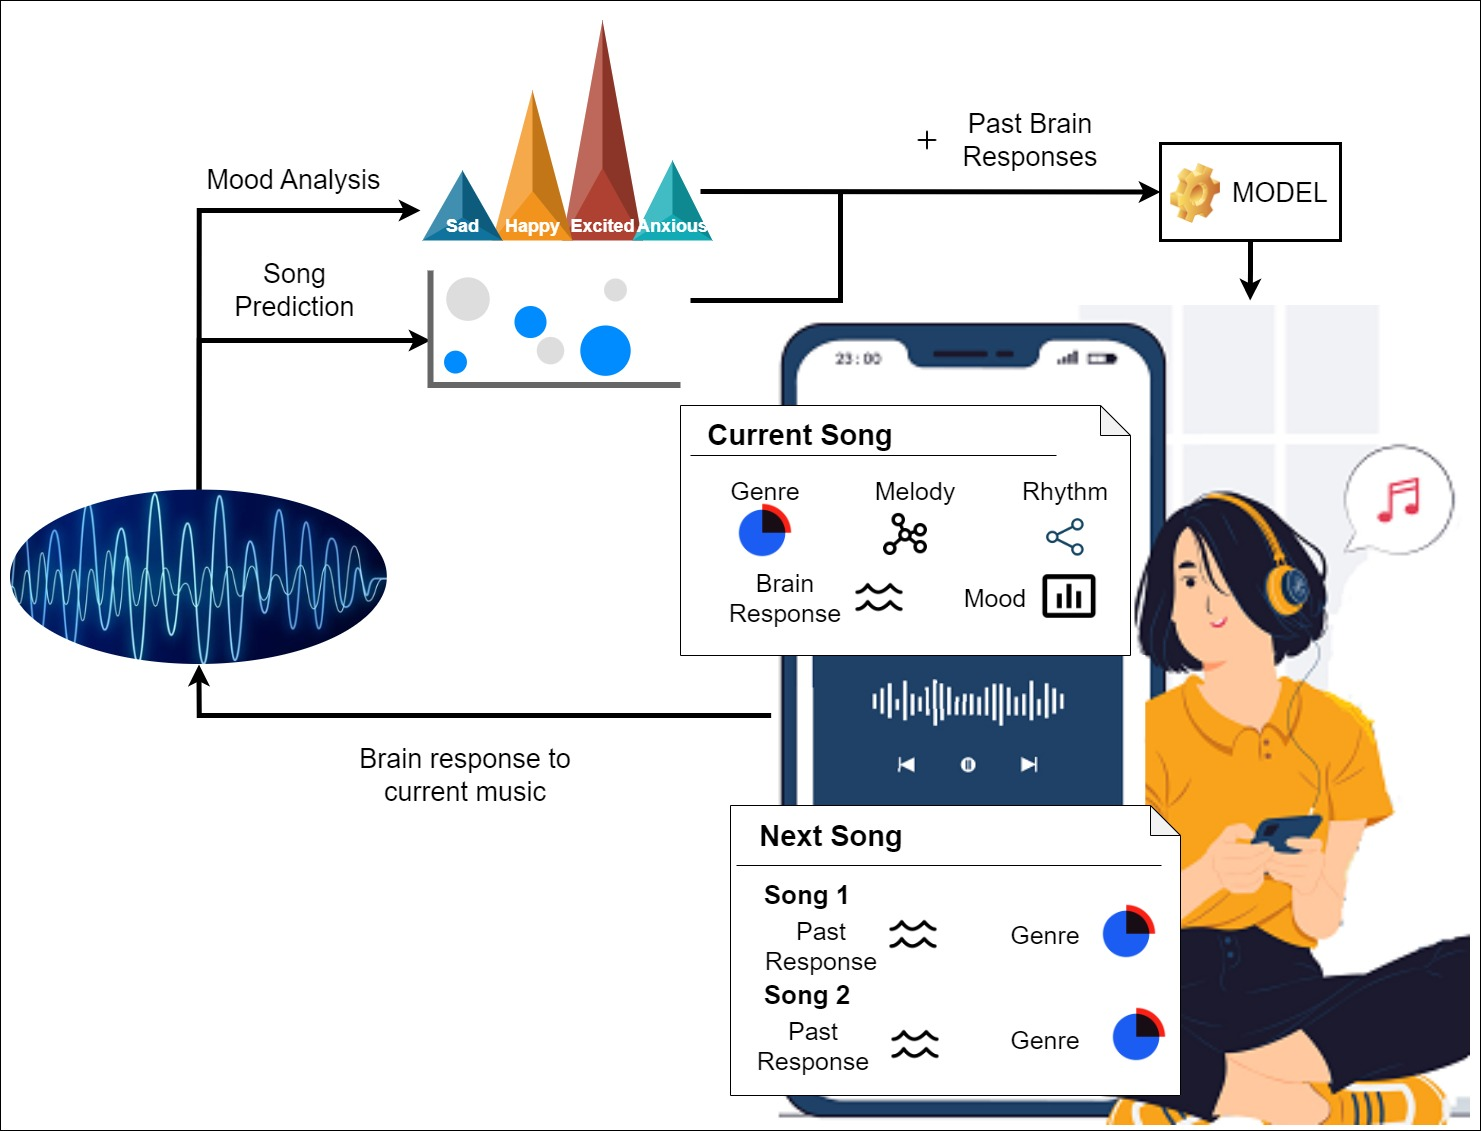 Mood Analysis
Sad
Happy
Excited
Anxious
+
Past Brain
Responses
MODEL
Song
Prediction
23:00
Current Song
Genre
Melody
Rhythm
Brain
Response
Mood
Brain response to
current music
Next Song
Song 1
Past
Response
Genre
Song 2
Past
Response
Genre